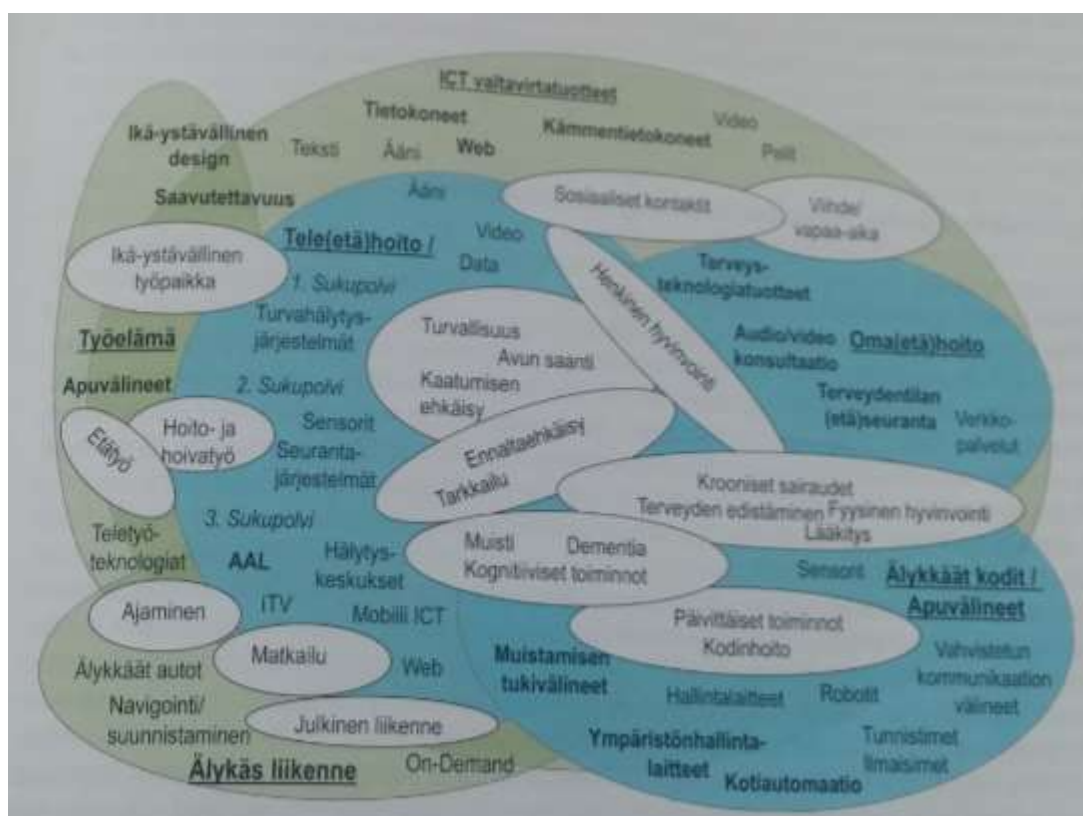 ICT valtavirtatuotteet
Tietokoneet
Kämmentietokoneet
Video
Pelit
Teksti
Ääni
Web
Ikä-ystävällinen
design
Saavutettavuus
Ääni
Sosiaaliset kontaktit
Viihde/
vapaa-aika
Ikä-ystävällinen
työpaikka
Tele(etä)hoito /
Video
Data
1. Sukupolvi
Turvahälytys-
järjestelmät
Turvallisuus
Avun saanti
Kaatumisen
ehkäisy
Henkinen hyvinvointi
Terveys-
teknologiatuotteet
Audio/video
konsultaatio
Oma(etä)hoito
Terveydentilan
(etä)seuranta
Verkko-
palvelut
Työelämä
Apuvälineet
2. Sukupolvi
Sensorit
Seuranta-
järjestelmät
Etätyö
Hoito- ja
hoivatyö
Ennaltaehkäisy
Tarkkailu
Krooniset sairaudet
Terveyden edistäminen Fyysinen hyvinvointi
Lääkitys
3. Sukupolvi
Teletyö-
teknologiat
AAL
Hälytys-
keskukset
Muisti
Dementia
Kognitiiviset toiminnot
Sensorit
Älykkäät kodit /
Apuvälineet
Ajaminen
ITV
Mobiili ICT
Päivittäiset toiminnot
Kodinhoito
Älykkäät autot
Matkailu
Web
Muistamisen
tukivälineet
Hallintalaitteet
Robotit
Vahvistetun
kommunikaation
välineet
Navigointi/
suunnistaminen
Julkinen liikenne
Älykäs liikenne
On-Demand
Ympäristönhallinta-
laitteet
Kotiautomaatio
Tunnistimet
Ilmaisimet